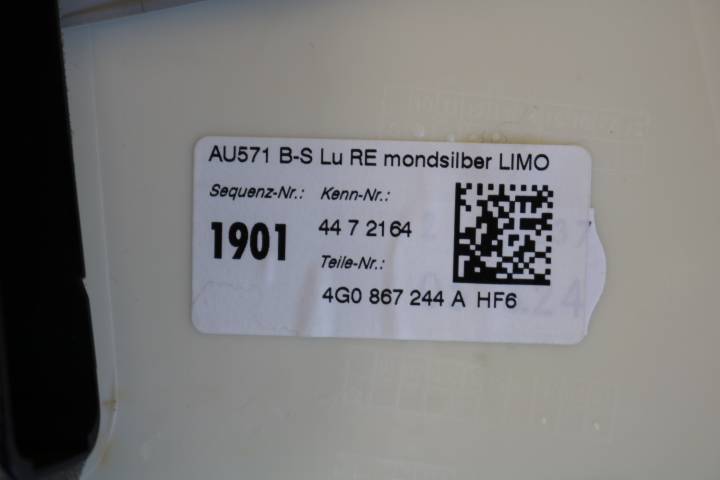 AU571 B-S Lu RE mondsilber LIMO
Sequenz-Nr.: Kenn-Nr.:
1901 44 7 2164
Teile-Nr.:
4G0 867 244 A HF6